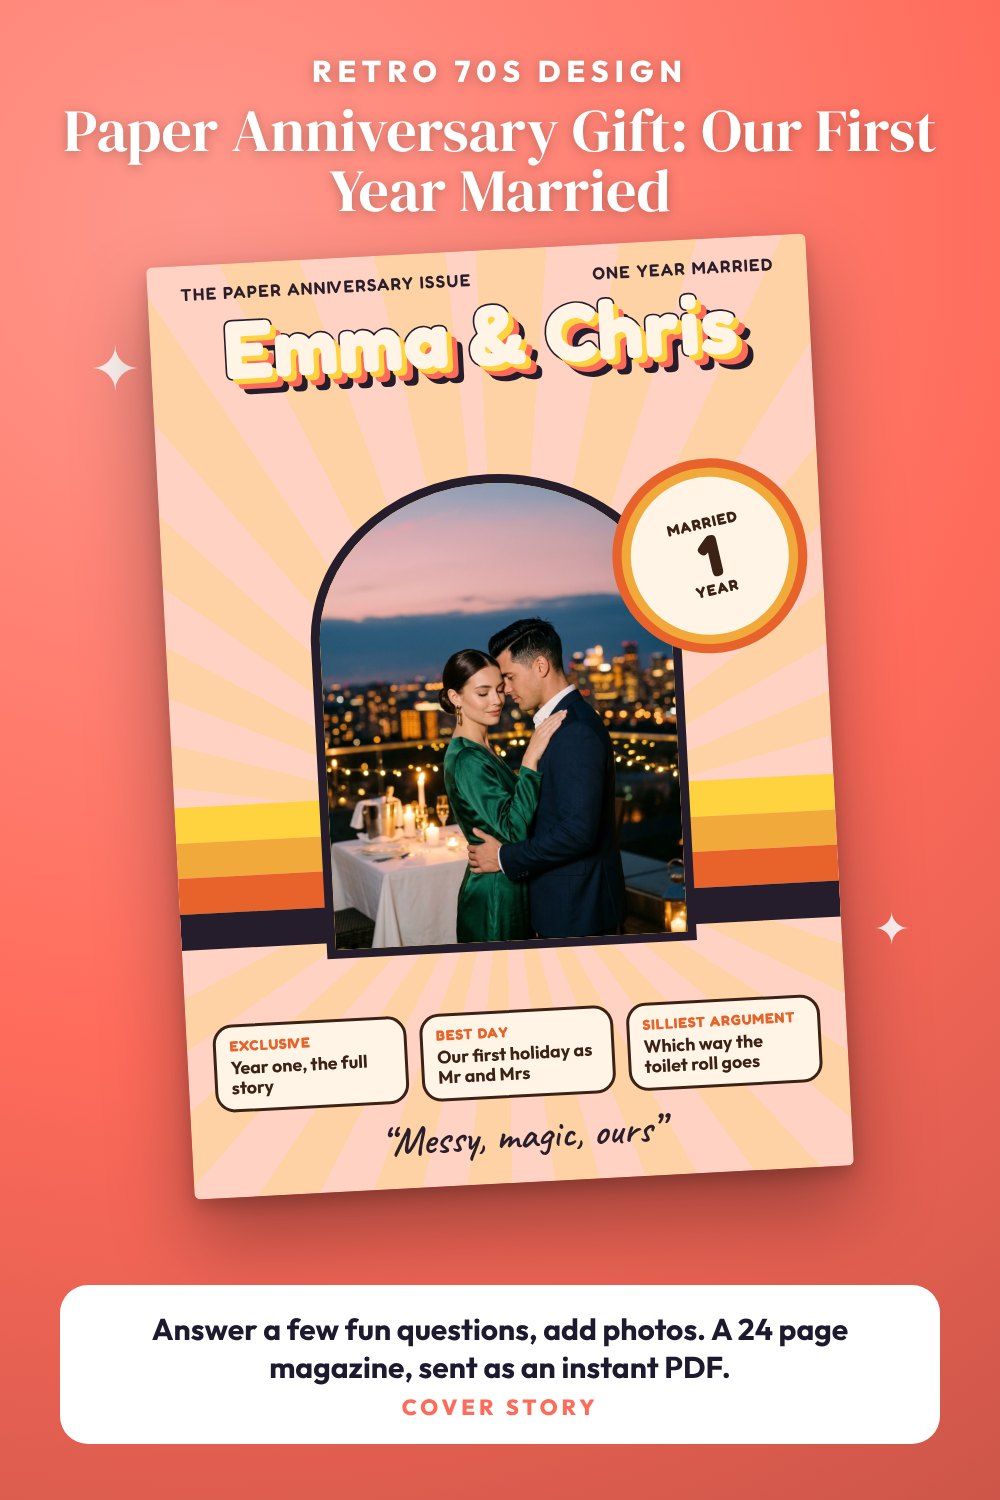 RETRO 70S DESIGN
Paper Anniversary Gift: Our First
Year Married
THE PAPER ANNIVERSARY ISSUE
ONE YEAR MARRIED
Emma & Chris
MARRIED
1
YEAR
EXCLUSIVE
Year one, the full
story
BEST DAY
Our first holiday as
Mr and Mrs
SILLIEST ARGUMENT
Which way the
toilet roll goes
“Messy, magic, ours”
Answer a few fun questions, add photos. A 24 page
magazine, sent as an instant PDF.
COVER STORY